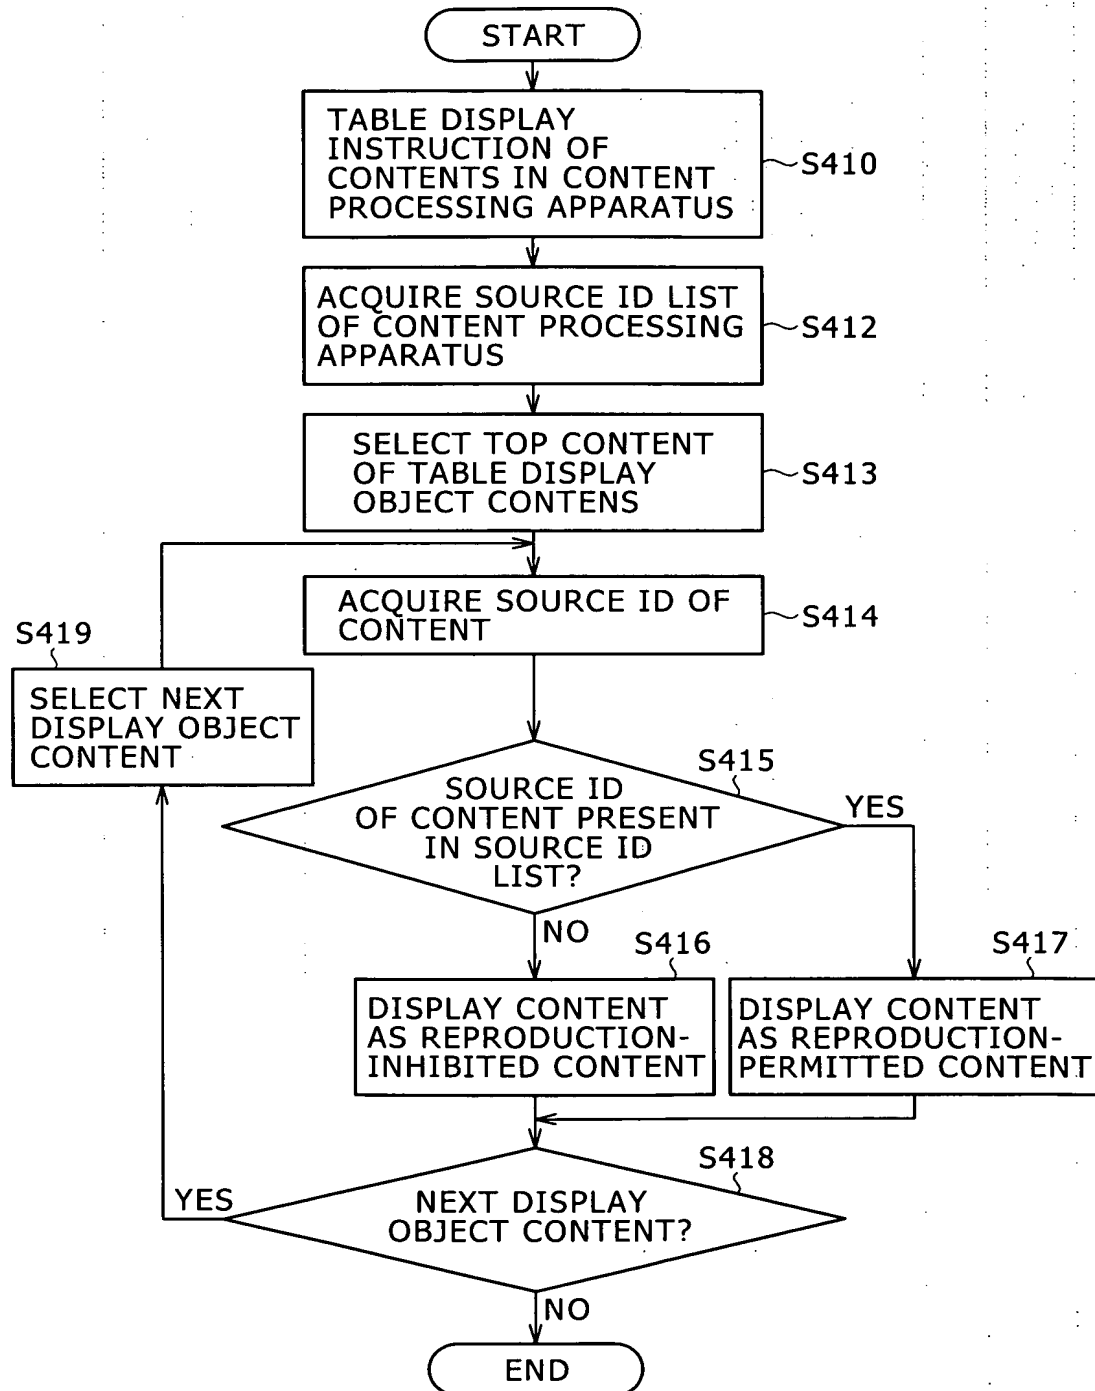 START
TABLE DISPLAY
INSTRUCTION OF
CONTENTS IN CONTENT
PROCESSING APPARATUS
S410
ACQUIRE SOURCE ID LIST
OF CONTENT PROCESSING
APPARATUS
S412
SELECT TOP CONTENT
OF TABLE DISPLAY
OBJECT CONTENS
S413
ACQUIRE SOURCE ID OF
CONTENT
S414
S419
SELECT NEXT
DISPLAY OBJECT
CONTENT
S415
SOURCE ID
OF CONTENT PRESENT
IN SOURCE ID
LIST?
YES
NO
S416
DISPLAY CONTENT
AS REPRODUCTION-
INHIBITED CONTENT
S417
DISPLAY CONTENT
AS REPRODUCTION-
PERMITTED CONTENT
S418
NEXT DISPLAY
OBJECT CONTENT?
YES
NO
END